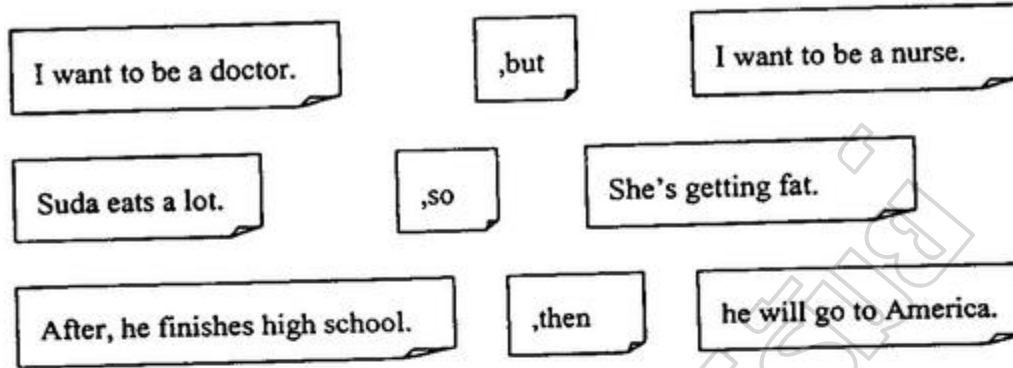 I want to be a doctor. ,but I want to be a nurse.
Suda eats a lot. ,so She's getting fat.
After, he finishes high school. ,then he will go to America.